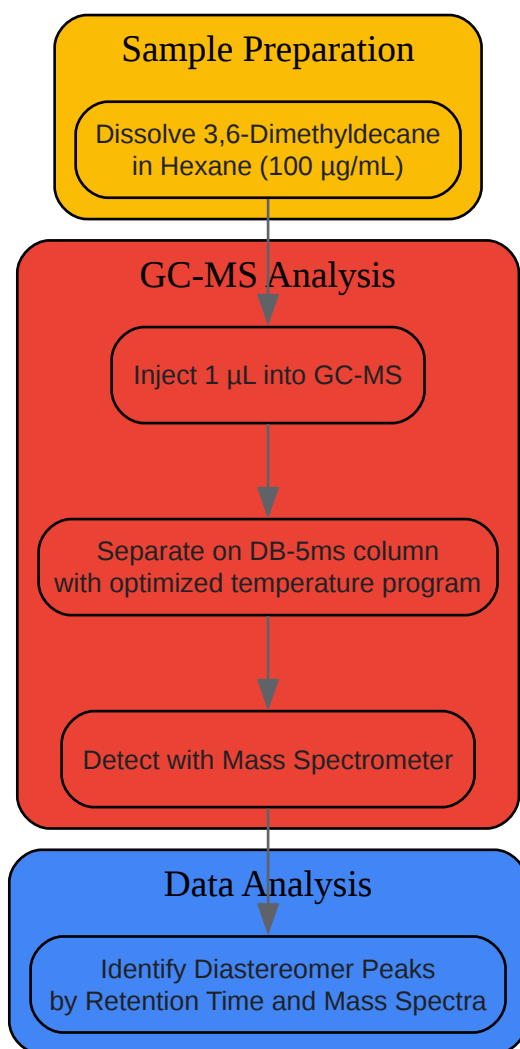 Sample Preparation
Dissolve 3,6-Dimethyldecane
in Hexane (100 µg/mL)
GC-MS Analysis
Inject 1 µL into GC-MS
Separate on DB-5ms column
with optimized temperature program
Detect with Mass Spectrometer
Data Analysis
Identify Diastereomer Peaks
by Retention Time and Mass Spectra